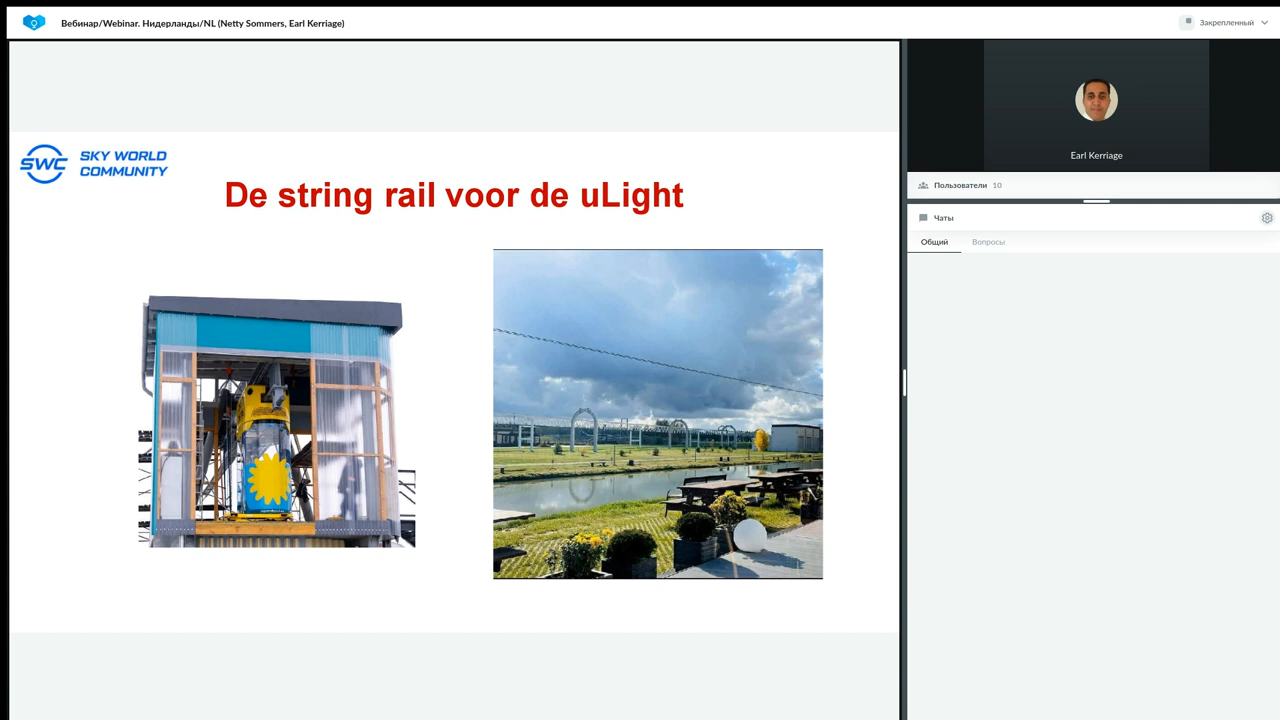 Вебинар/Webinar. Нидерланды/NL (Netty Sommers, Earl Kerriage)
Закрепленный
SWC SKY WORLD
COMMUNITY
De string rail voor de uLight
Earl Kerriage
Пользователи 10
Чаты
Общий Вопросы